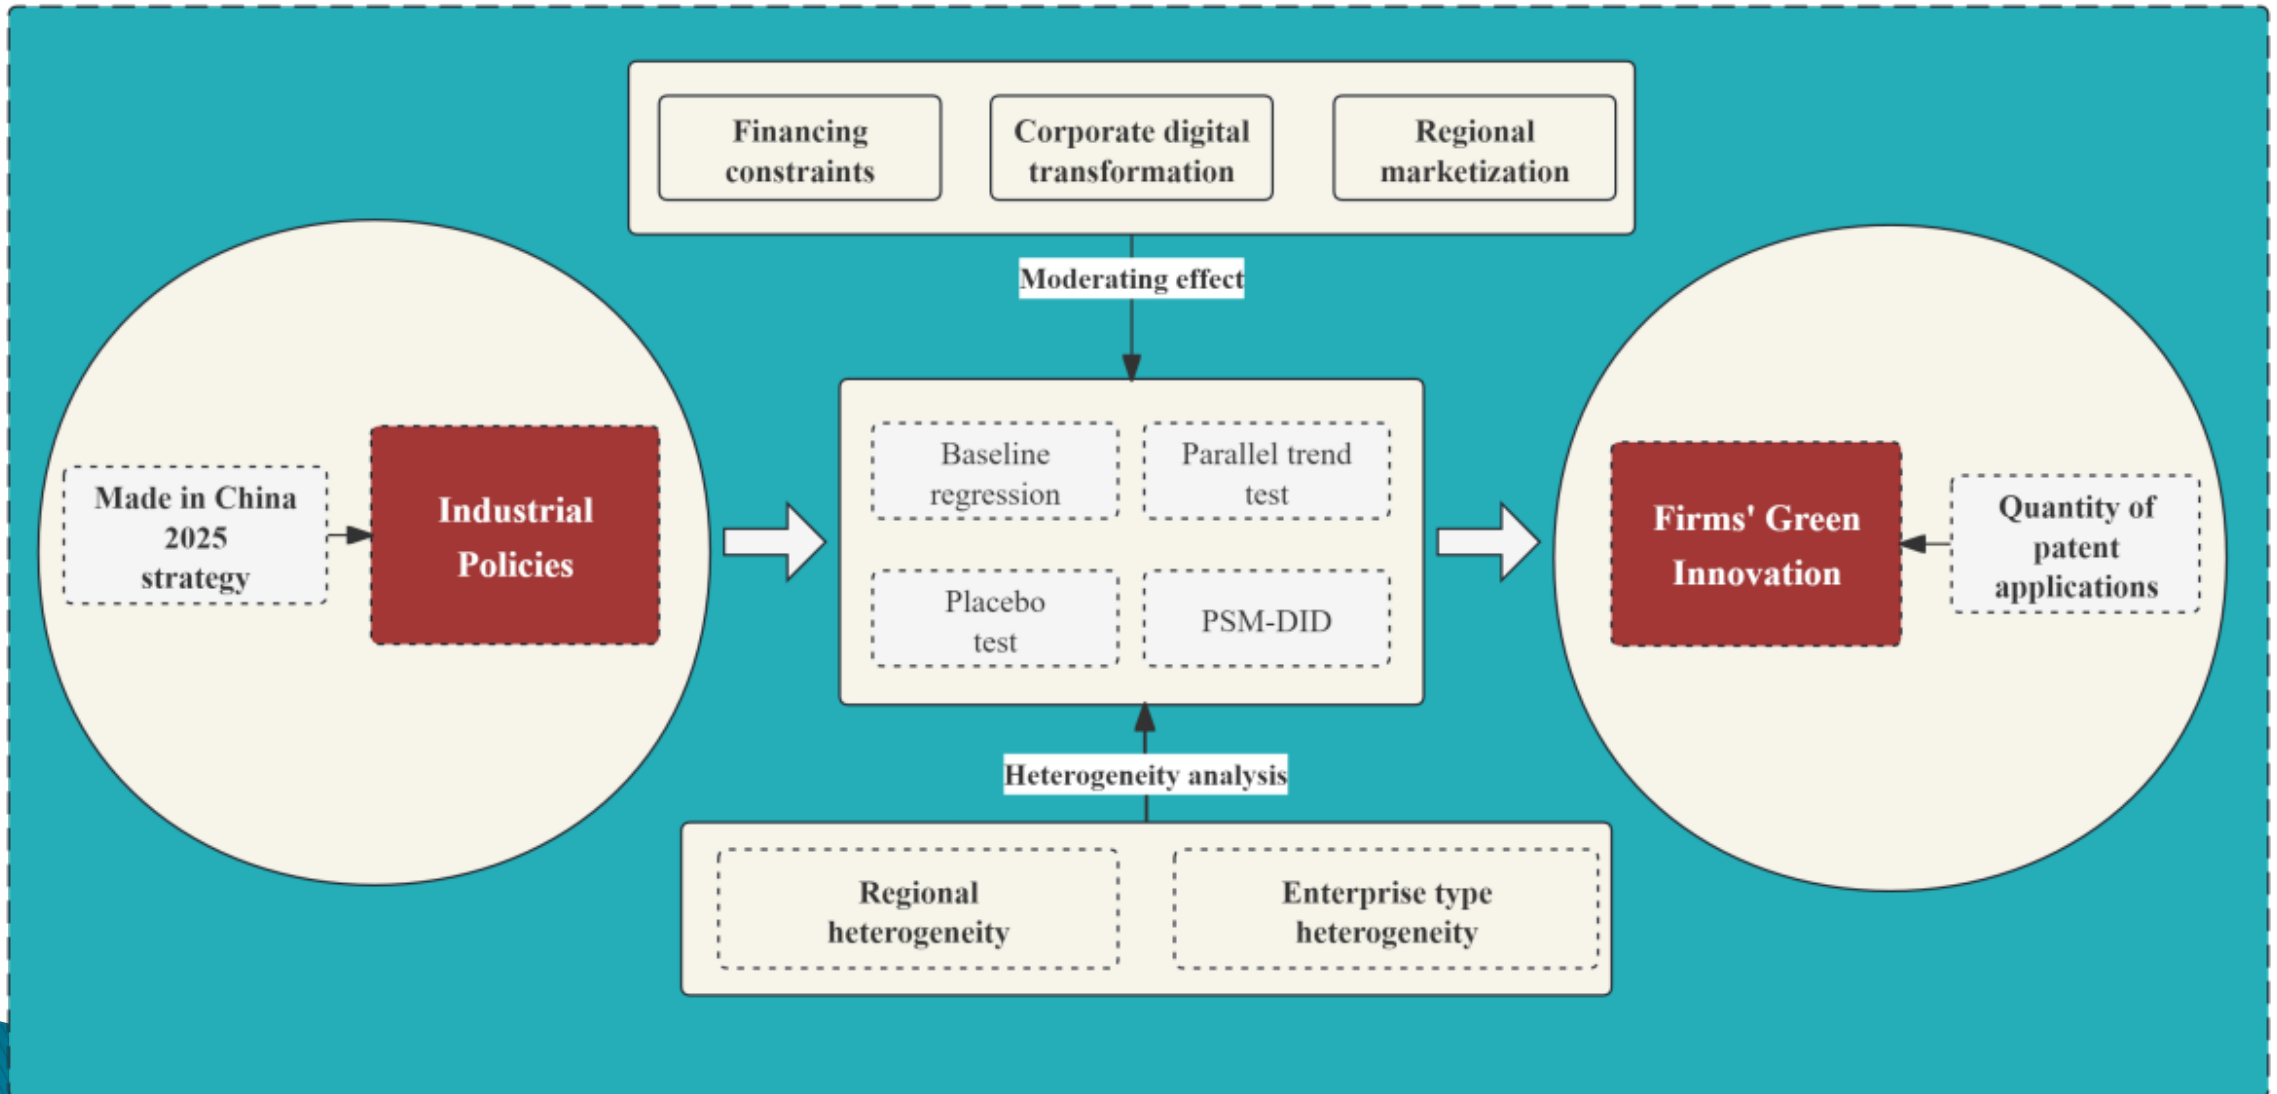 Financing
constraints
Corporate digital
transformation
Regional
marketization
Moderating effect
Made in China
2025
strategy
Industrial
Policies
Baseline
regression
Parallel trend
test
Placebo
test
PSM-DID
Firms' Green
Innovation
Quantity of
patent
applications
Heterogeneity analysis
Regional
heterogeneity
Enterprise type
heterogeneity